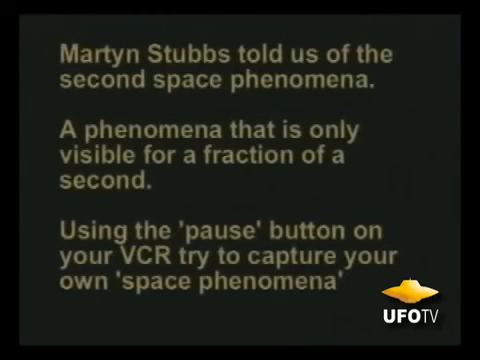 Martyn Stubbs told us of the
second space phenomena.
A phenomena that is only
visible for a fraction of a
second.
Using the 'pause' button on
your VCR try to capture your
own 'space phenomena'
UFOTV